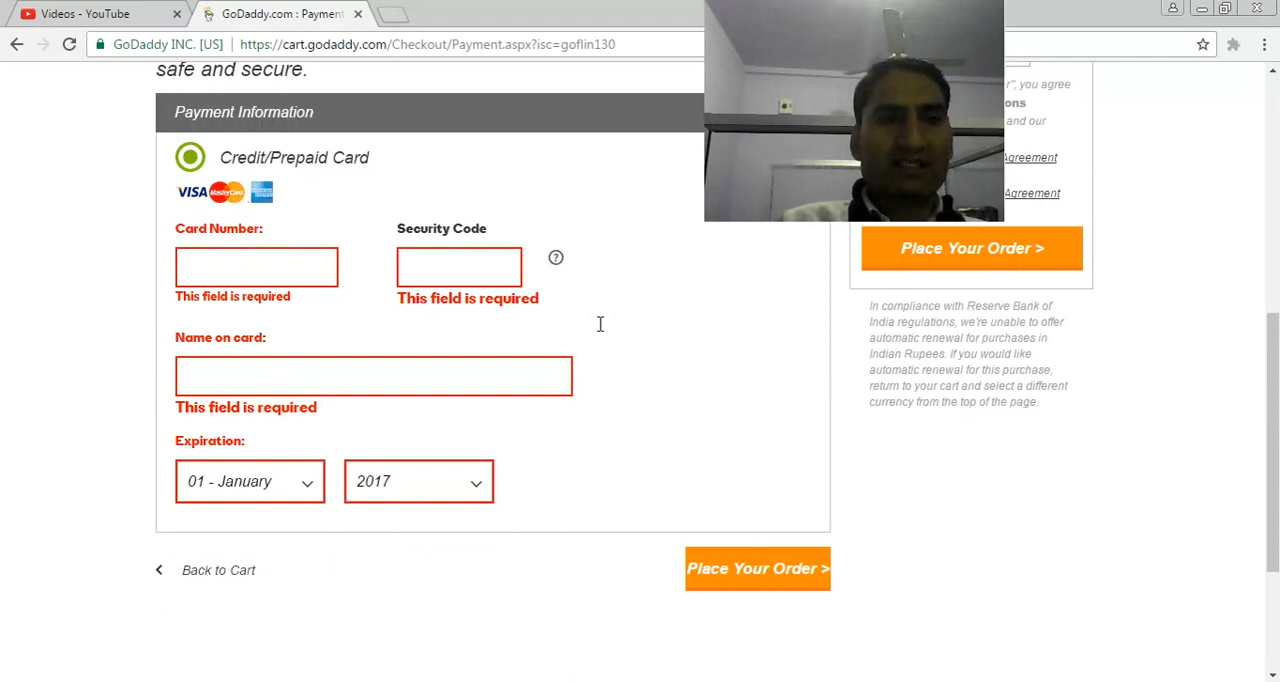 Videos - YouTube
GoDaddy.com : Payment
GoDaddy INC. [US]
https://cart.godaddy.com/Checkout/Payment.aspx?isc=goflin130
safe and secure.
Payment Information
Credit/Prepaid Card
VISA MasterCard
Card Number:
Security Code
This field is required
This field is required
Name on card:
This field is required
Expiration:
01 - January
2017
Back to Cart
Place Your Order >
r", you agree
ons
and our
Agreement
Agreement
Place Your Order >
In compliance with Reserve Bank of
India regulations, we're unable to offer
automatic renewal for purchases in
Indian Rupees. If you would like
automatic renewal for this purchase,
return to your cart and select a different
currency from the top of the page.